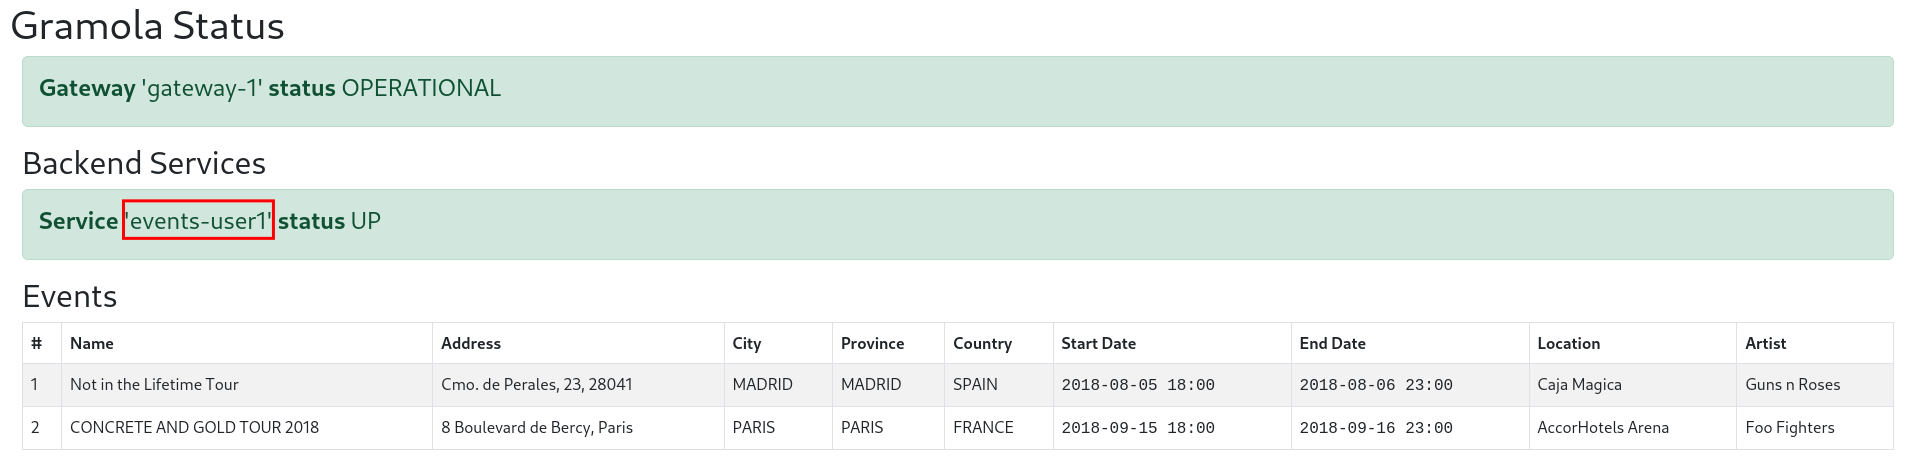 Gramola Status
Gateway 'gateway-1' status OPERATIONAL
Backend Services
Service 'events-user1' status UP
Events
# Name Address City Province Country Start Date End Date Location Artist
1 Not in the Lifetime Tour Cmo. de Perales, 23, 28041 MADRID MADRID SPAIN 2018-08-05 18:00 2018-08-06 23:00 Caja Magica Guns n Roses
2 CONCRETE AND GOLD TOUR 2018 8 Boulevard de Bercy, Paris PARIS PARIS FRANCE 2018-09-15 18:00 2018-09-16 23:00 AccorHotels Arena Foo Fighters